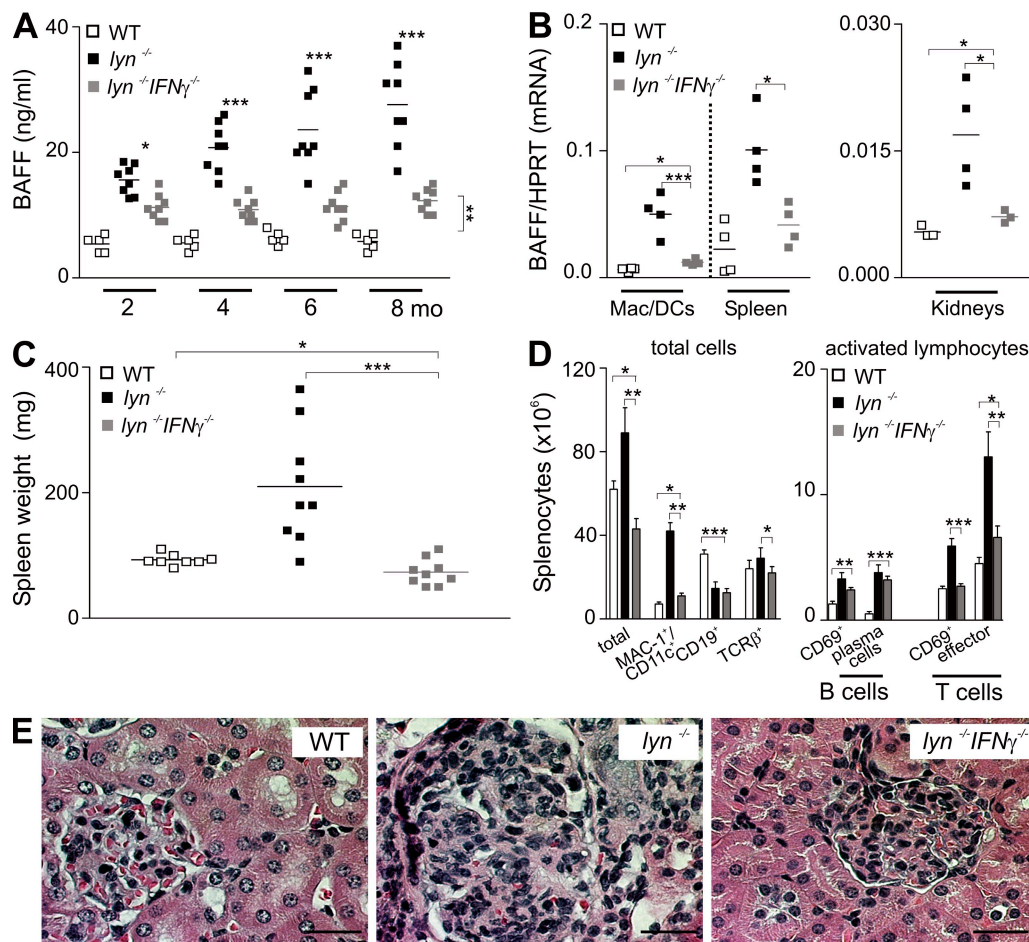 A
BAFF (ng/ml)
40
20
0
WT
lyn -/-
lyn -/-IFNγ-/-
*
***
***
***
**
2
4
6
8 mo
B
BAFF/HPRT (mRNA)
0.2
0.1
0.0
WT
lyn -/-
lyn -/-IFNγ-/-
*
***
*
Mac/DCs
Spleen
0.030
0.015
0.000
*
*
Kidneys
C
Spleen weight (mg)
400
200
0
WT
lyn -/-
lyn -/-IFNγ-/-
*
***
D
total cells
Splenocytes (x10⁶)
120
80
40
0
*
**
*
**
***
*
total
MAC-1⁺/
CD11c⁺
CD19⁺
TCRβ⁺
activated lymphocytes
20
10
0
WT
lyn -/-
lyn -/-IFNγ-/-
**
***
***
*
**
CD69⁺
plasma
cells
CD69⁺
effector
B cells
T cells
E
WT
lyn -/-
lyn -/-IFNγ-/-